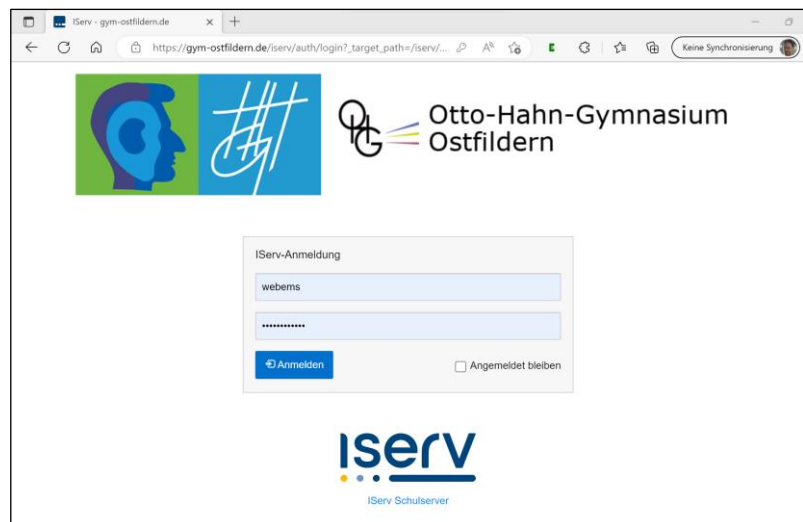 IServ - gym-ostfildern.de
https://gym-ostfildern.de/iserv/auth/login?_target_path=/iserv/...
Keine Synchronisierung
OHG
Otto-Hahn-Gymnasium
Ostfildern
IServ-Anmeldung
webems
••••••••••••
Anmelden
Angemeldet bleiben
Iserv
IServ Schulserver